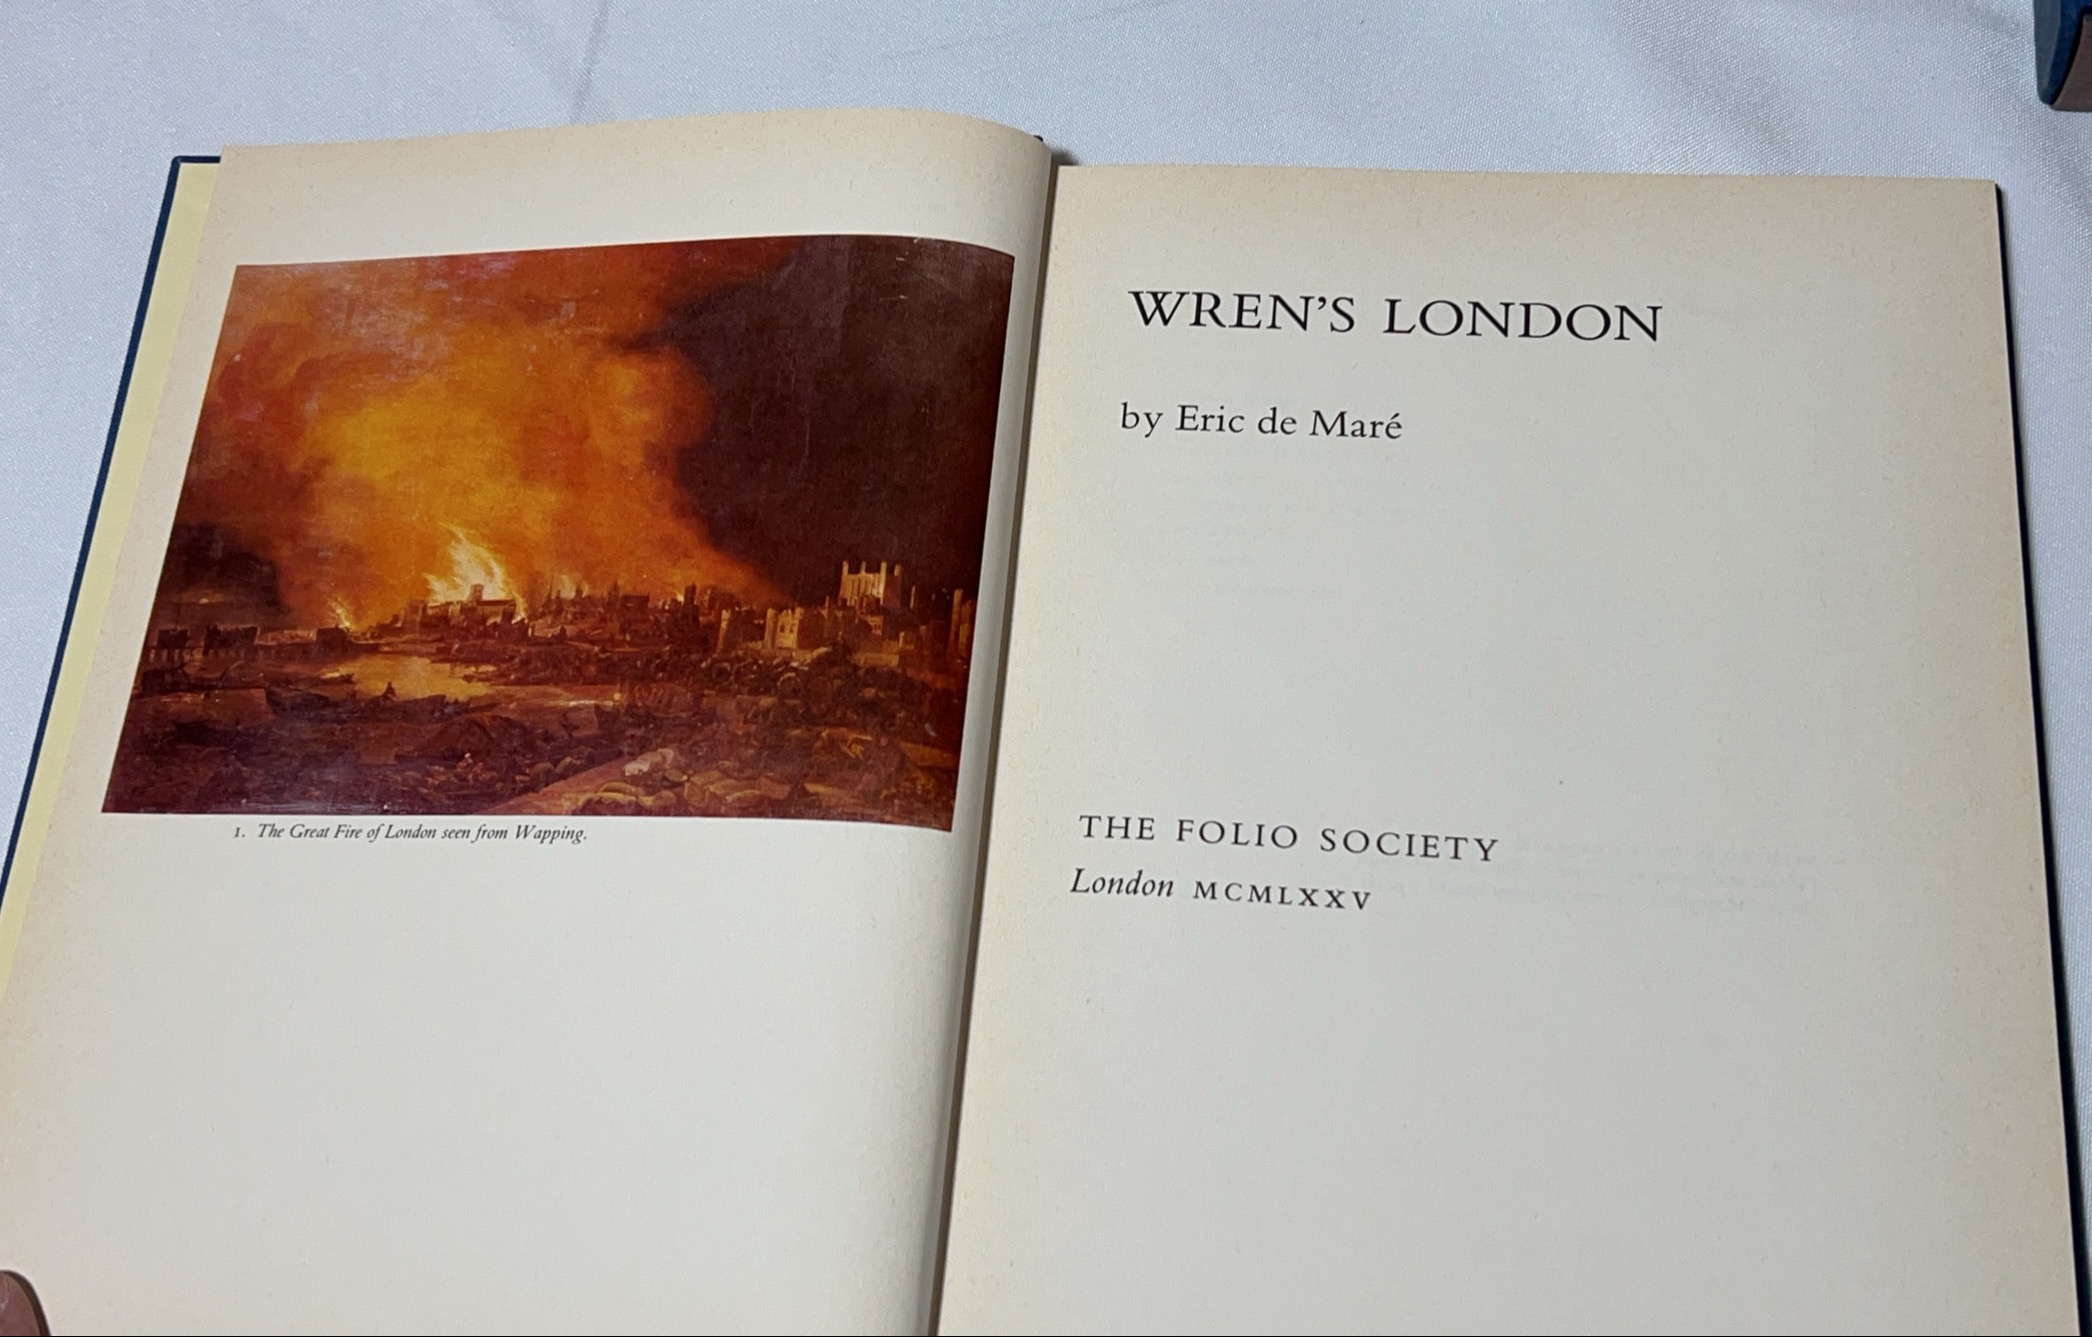 1. The Great Fire of London seen from Wapping.
WREN'S LONDON
by Eric de Maré
THE FOLIO SOCIETY
London MCMLXXV